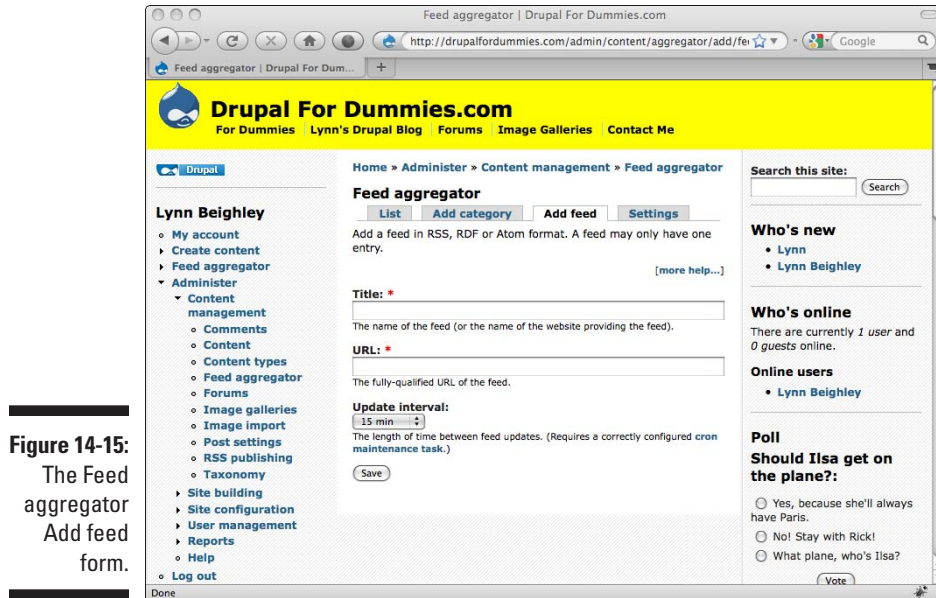 Feed aggregator | Drupal For Dummies.com
http://drupalfordummies.com/admin/content/aggregator/add/fe
Google
Feed aggregator | Drupal For Dum...
Drupal For Dummies.com
For Dummies Lynn's Drupal Blog Forums Image Galleries Contact Me
Drupal
Lynn Beighley
My account
Create content
Feed aggregator
Administer
Content
management
Comments
Content
Content types
Feed aggregator
Forums
Image galleries
Image import
Post settings
RSS publishing
Taxonomy
Site building
Site configuration
User management
Reports
Help
Log out
Home » Administer » Content management » Feed aggregator
Feed aggregator
List Add category Add feed Settings
Add a feed in RSS, RDF or Atom format. A feed may only have one
entry.
[more help...]
Title: *
The name of the feed (or the name of the website providing the feed).
URL: *
The fully-qualified URL of the feed.
Update interval:
15 min
The length of time between feed updates. (Requires a correctly configured cron
maintenance task.)
Save
Search this site:
Search
Who's new
• Lynn
• Lynn Beighley
Who's online
There are currently 1 user and
0 guests online.
Online users
• Lynn Beighley
Poll
Should Ilsa get on
the plane?:
Yes, because she'll always
have Paris.
No! Stay with Rick!
What plane, who's Ilsa?
Vote
Done
Figure 14-15:
The Feed
aggregator
Add feed
form.